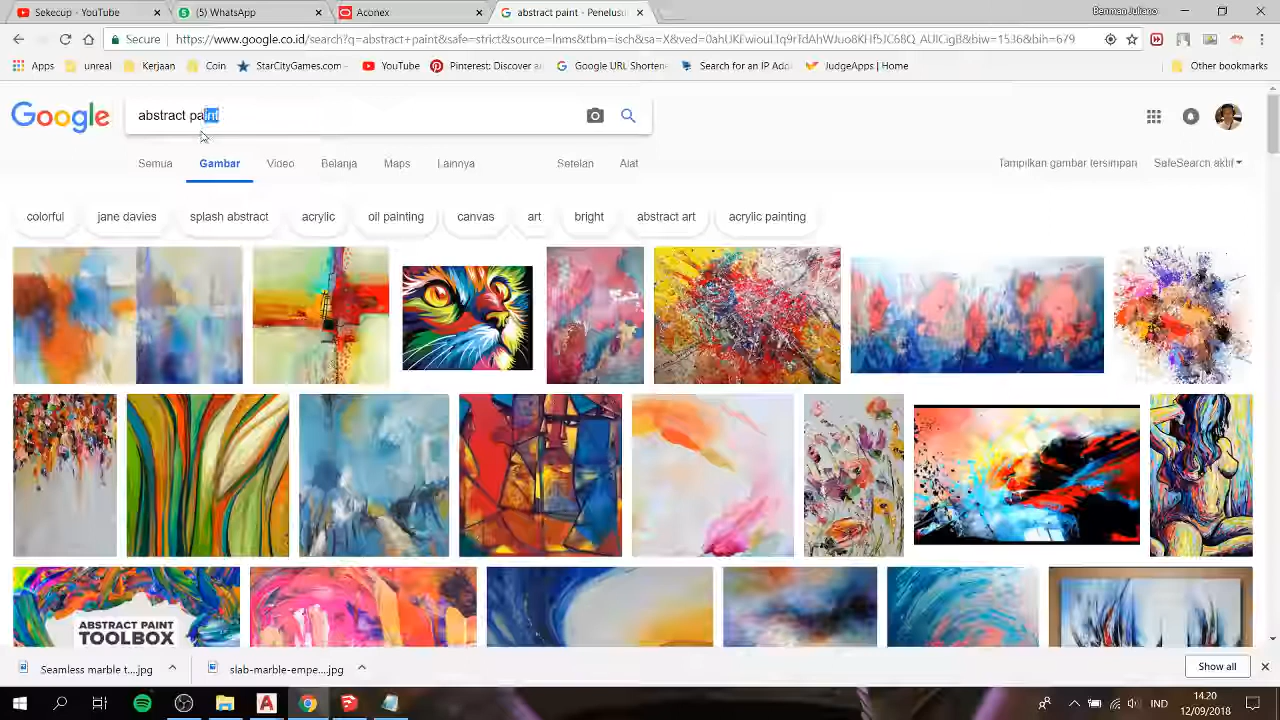 Sekecup - YouTube
(5) WhatsApp
Aconex
abstract paint - Penelusu
Benman Juliano
Secure
https://www.google.co.id/search?q=abstract+paint&safe=strict&source=lnms&tbm=isch&sa=X&ved=
Apps
unreal
Kerjaan
Coin
StarCityGames.com -
YouTube
Pinterest: Discover a
Google URL Shorten
Search for an IP Add
JudgeApps | Home
Other bookmarks
Google
abstract paint
Semua
Gambar
Video
Belanja
Maps
Lainnya
Setelan
Alat
Tampilkan gambar tersimpan
SafeSearch aktif
colorful
jane davies
splash abstract
acrylic
oil painting
canvas
art
bright
abstract art
acrylic painting
ABSTRACT PAINT
TOOLBOX
Seamless marble t....jpg
slab-marble-empe....jpg
Show all
IND
14.20
12/09/2018